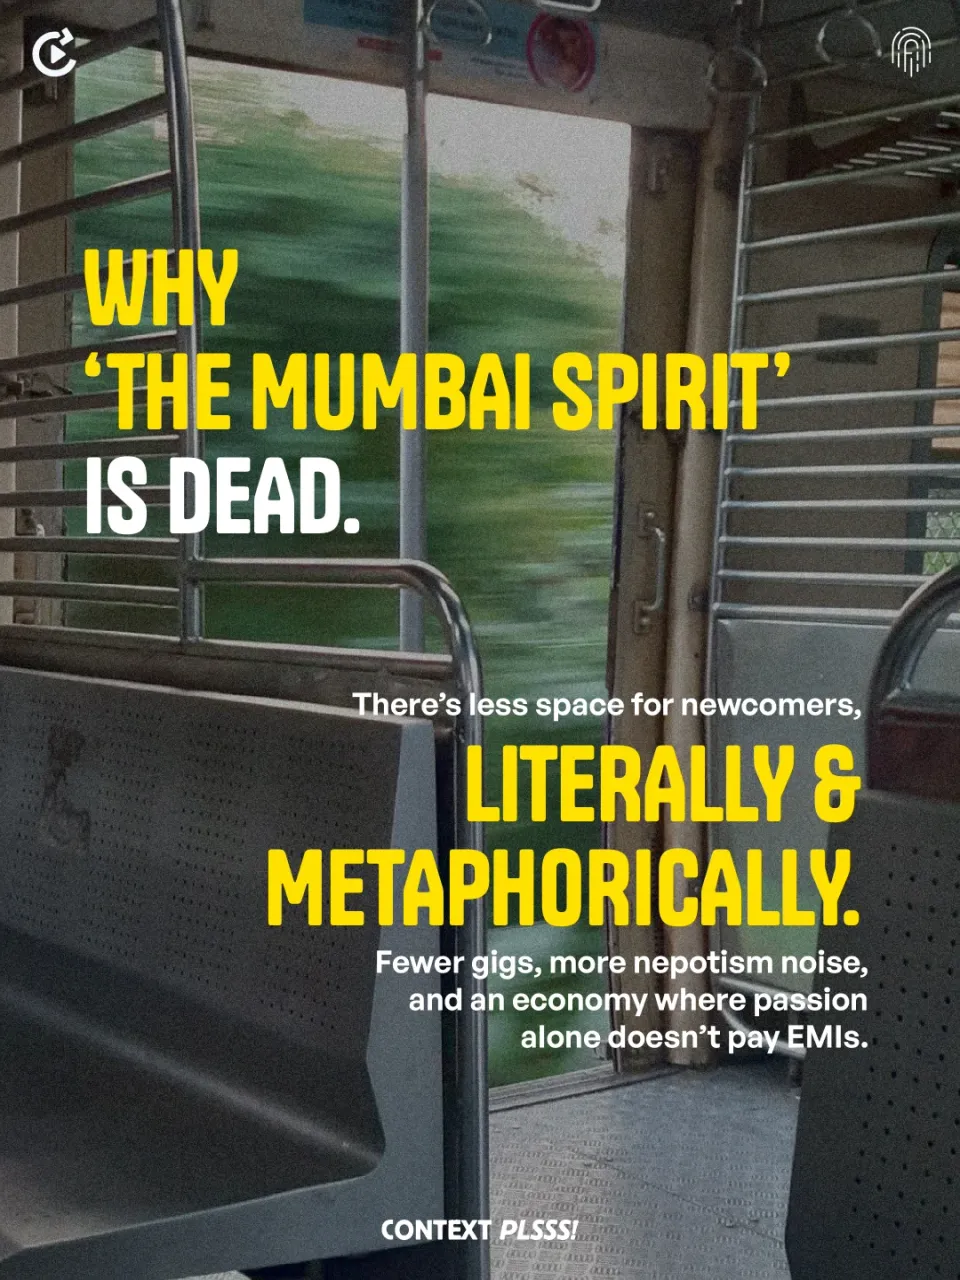 WHY
‘THE MUMBAI SPIRIT’
IS DEAD.
There’s less space for newcomers,
LITERALLY &
METAPHORICALLY.
Fewer gigs, more nepotism noise,
and an economy where passion
alone doesn’t pay EMIs.
CONTEXT PLSSS!